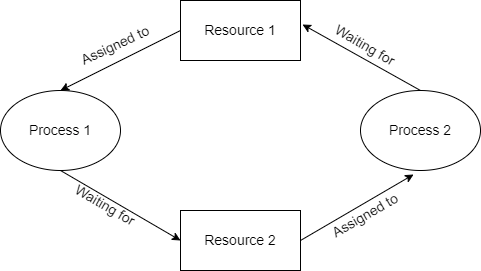 Resource 1
Assigned to
Waiting for
Process 1
Process 2
Waiting for
Assigned to
Resource 2